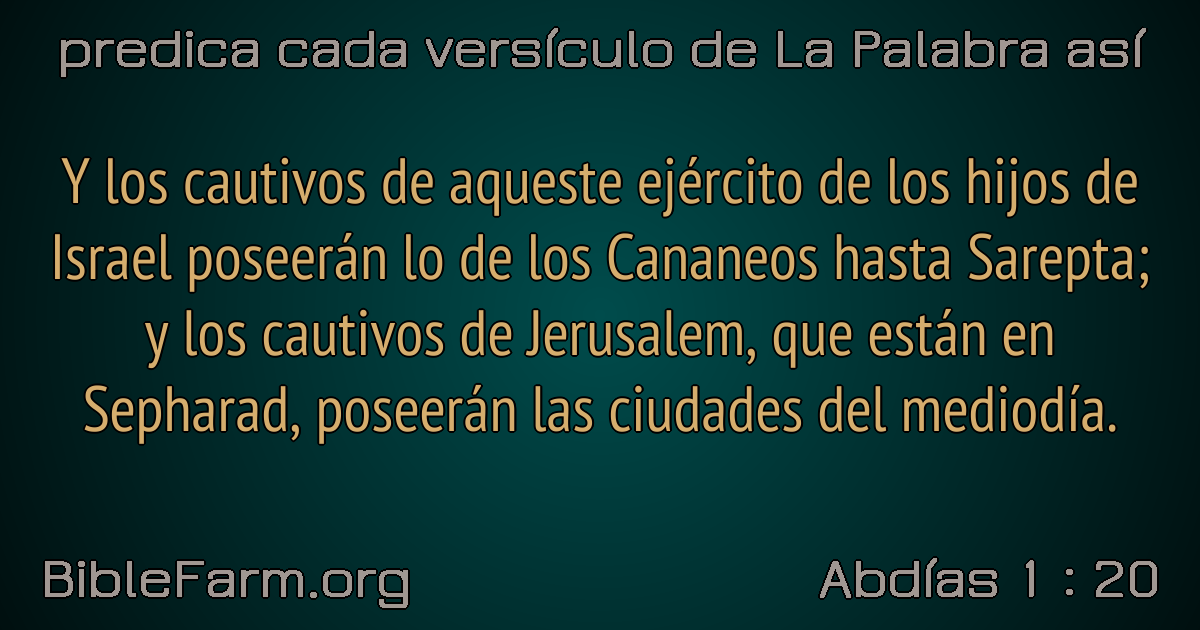 predica cada versículo de La Palabra así
Y los cautivos de aqueste ejército de los hijos de
Israel poseerán lo de los Cananeos hasta Sarepta;
y los cautivos de Jerusalem, que están en
Sepharad, poseerán las ciudades del mediodía.
BibleFarm.org
Abdías 1 : 20